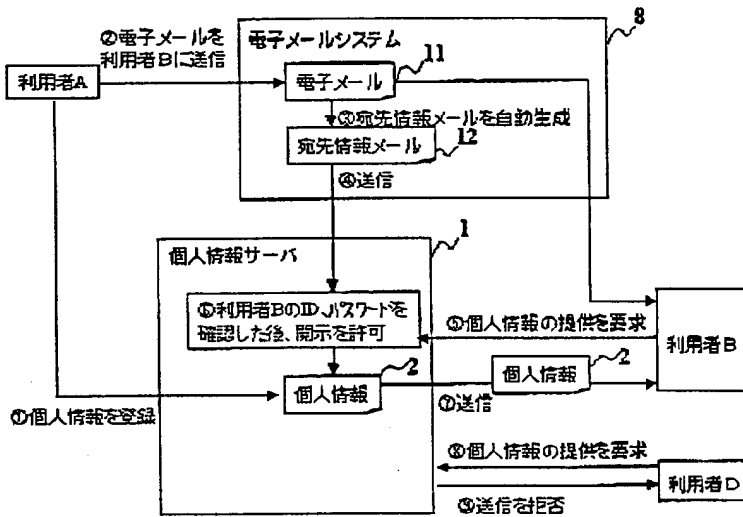 8
②電子メールを
利用者Bに送信
電子メールシステム
利用者A
電子メール
11
③宛先情報メールを自動生成
宛先情報メール
12
④送信
1
個人情報サーバ
⑥利用者BのID、パスワードを
確認した後、開示を許可
⑤個人情報の提供を要求
利用者B
個人情報
2
個人情報
2
⑦送信
①個人情報を登録
⑧個人情報の提供を要求
利用者D
⑨送信を拒否